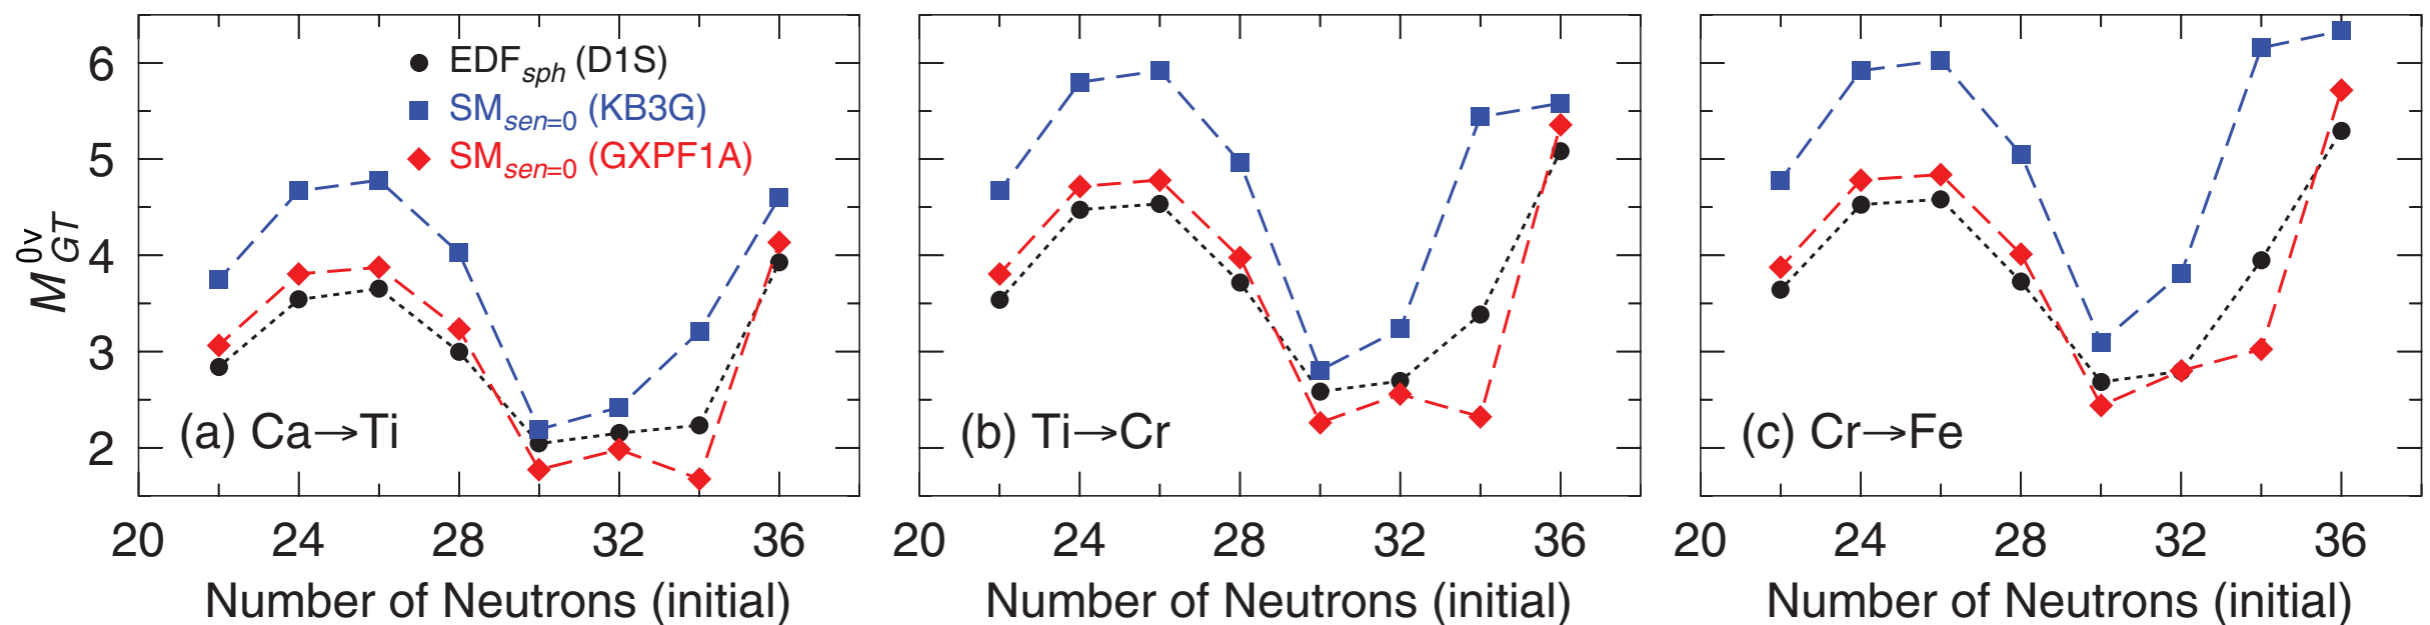 EDFsph (D1S)
SMsen=0 (KB3G)
SMsen=0 (GXPF1A)
M0νGT
6
5
4
3
2
(a) Ca→Ti
(b) Ti→Cr
(c) Cr→Fe
20 24 28 32 36
20 24 28 32 36
20 24 28 32 36
Number of Neutrons (initial)
Number of Neutrons (initial)
Number of Neutrons (initial)